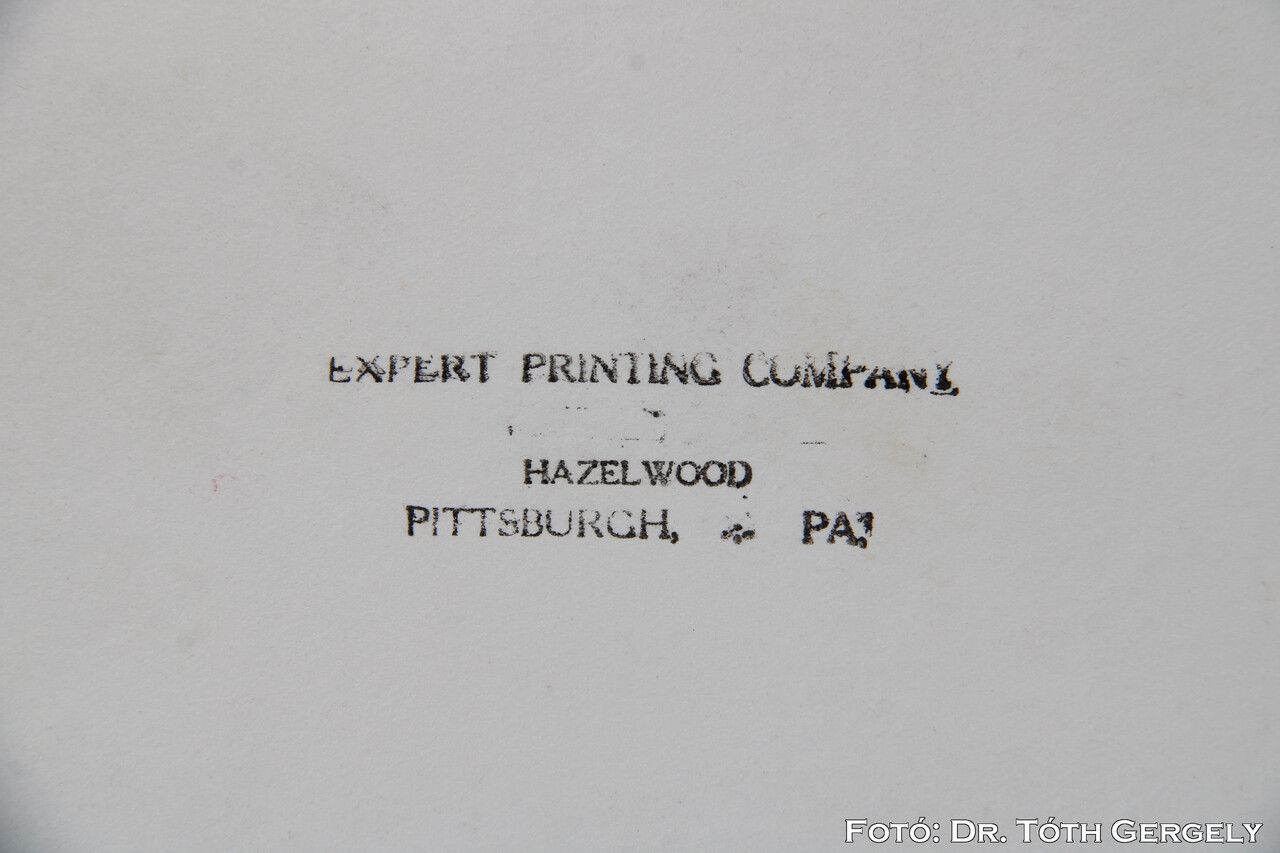 EXPERT PRINTING COMPANY
HAZELWOOD
PITTSBURGH, PA.
FOTÓ: DR. TÓTH GERGELY